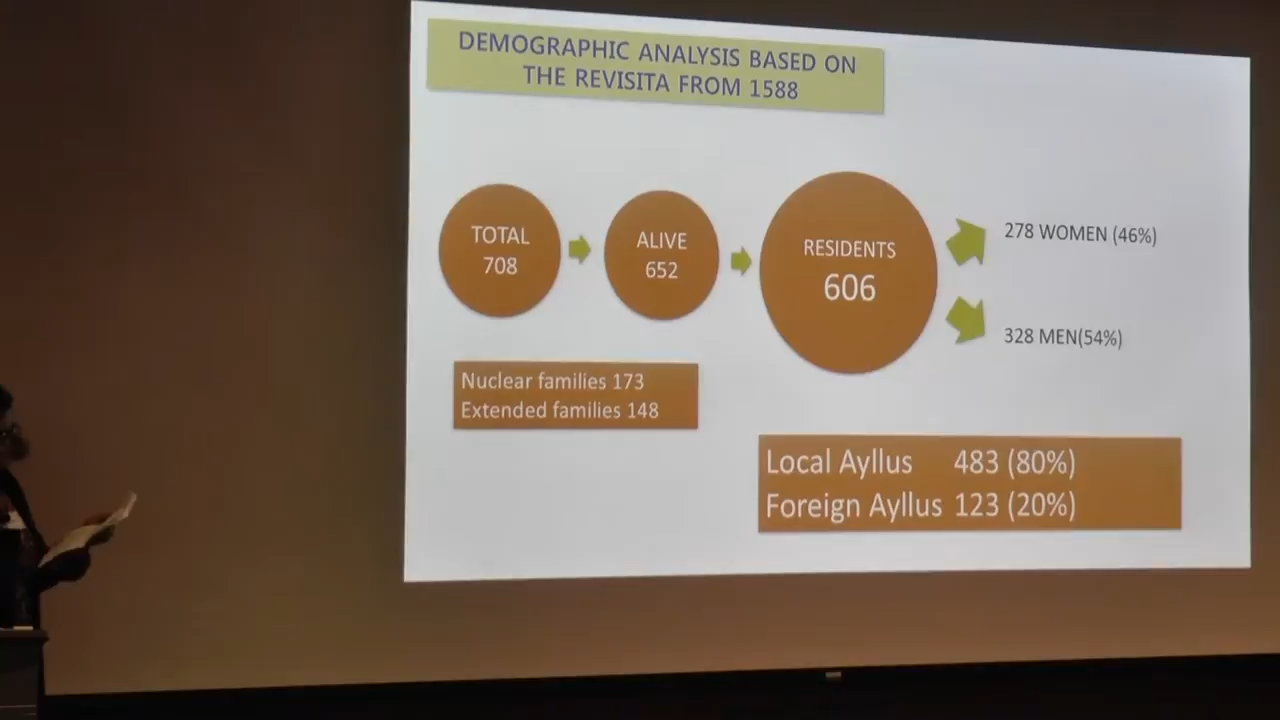 DEMOGRAPHIC ANALYSIS BASED ON
THE REVISITA FROM 1588
TOTAL
708
ALIVE
652
RESIDENTS
606
278 WOMEN (46%)
328 MEN(54%)
Nuclear families 173
Extended families 148
Local Ayllus 483 (80%)
Foreign Ayllus 123 (20%)